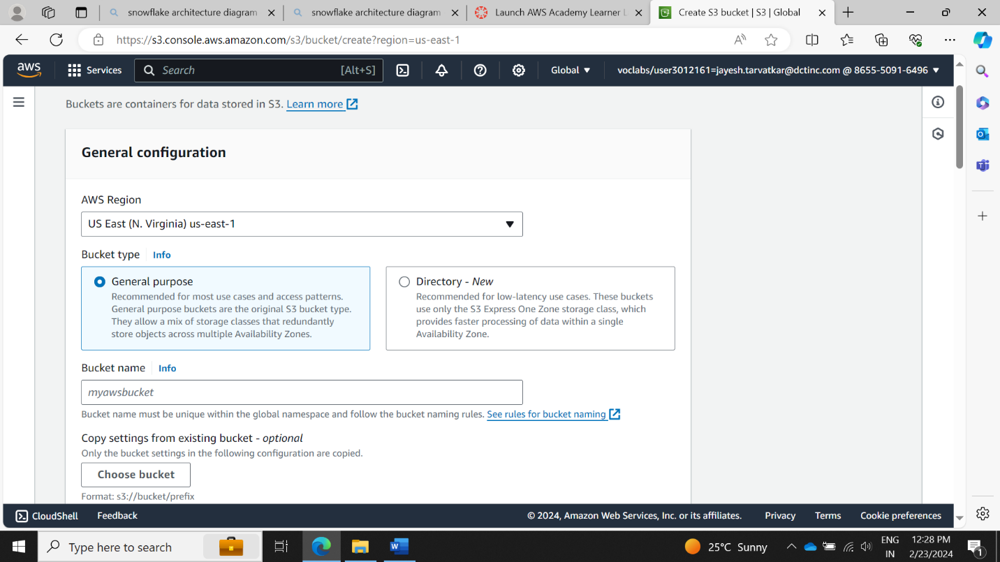 snowflake architecture diagram
snowflake architecture diagram
Launch AWS Academy Learner L
Create S3 bucket | S3 | Global
https://s3.console.aws.amazon.com/s3/bucket/create?region=us-east-1
aws
Services
Search
[Alt+S]
Global
voclabs/user3012161=jayesh.tarvatkar@dctinc.com @ 8655-5091-6496
Buckets are containers for data stored in S3. Learn more
General configuration
AWS Region
US East (N. Virginia) us-east-1
Bucket type Info
General purpose
Recommended for most use cases and access patterns.
General purpose buckets are the original S3 bucket type.
They allow a mix of storage classes that redundantly
store objects across multiple Availability Zones.
Directory - New
Recommended for low-latency use cases. These buckets
use only the S3 Express One Zone storage class, which
provides faster processing of data within a single
Availability Zone.
Bucket name Info
myawsbucket
Bucket name must be unique within the global namespace and follow the bucket naming rules. See rules for bucket naming
Copy settings from existing bucket - optional
Only the bucket settings in the following configuration are copied.
Choose bucket
Format: s3://bucket/prefix
CloudShell
Feedback
© 2024, Amazon Web Services, Inc. or its affiliates.
Privacy
Terms
Cookie preferences
Type here to search
25°C Sunny
ENG
IN
12:28 PM
2/23/2024
1